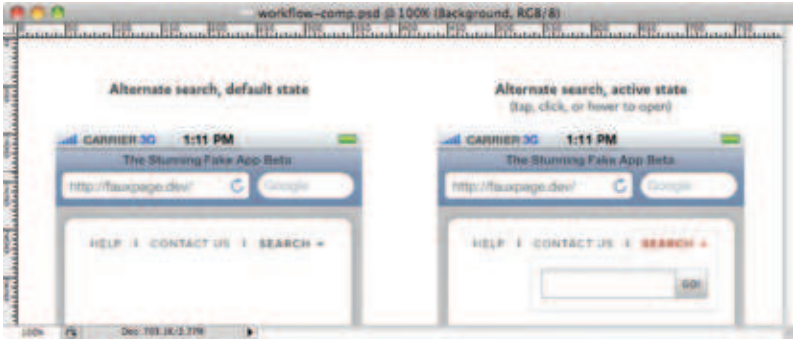 workflow-comp.psd @ 100% (Background, RGB/8)
Alternate search, default state
Alternate search, active state
(tap, click, or hover to open)
CARRIER 3G 1:11 PM
The Stunning Fake App Beta
http://fauxpage.dev/ Google
HELP | CONTACT US | SEARCH
CARRIER 3G 1:11 PM
The Stunning Fake App Beta
http://fauxpage.dev/ Google
HELP | CONTACT US | SEARCH
GO!
100%
Doc: